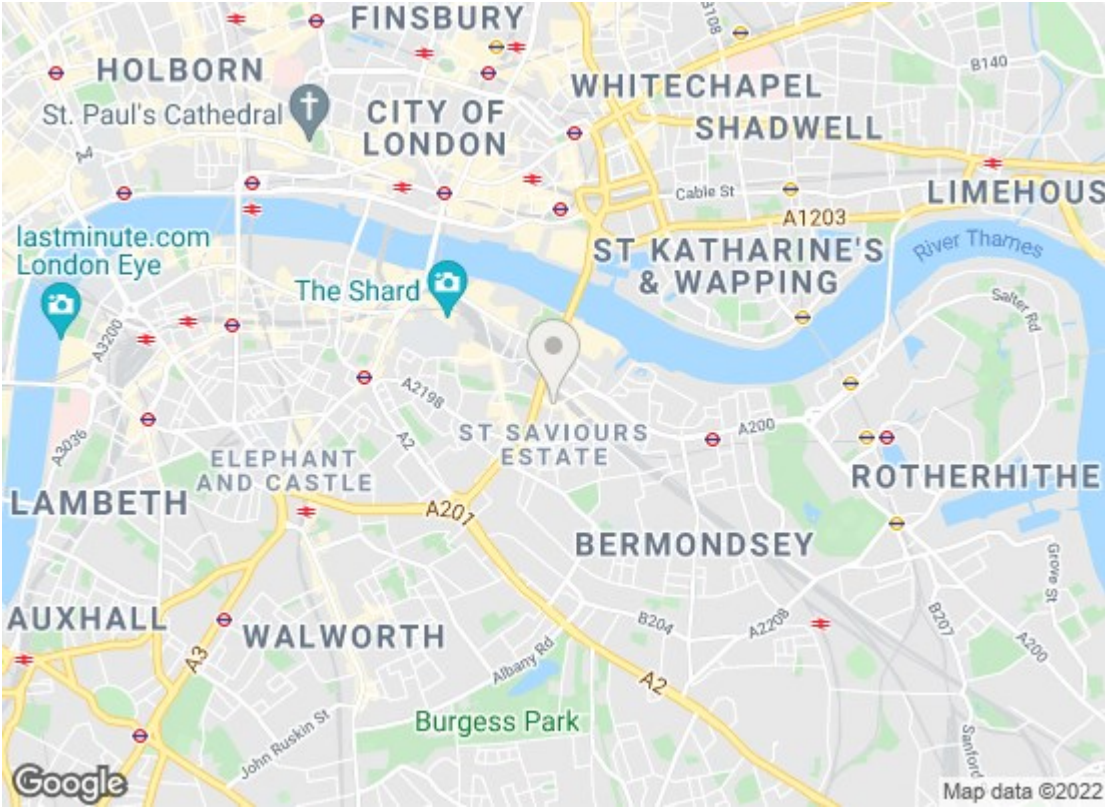 FINSBURY
B108
B140
HOLBORN
WHITECHAPEL
St. Paul's Cathedral
CITY OF
LONDON
SHADWELL
A4
Cable St
LIMEHOUS
A1203
lastminute.com
London Eye
ST KATHARINE'S
& WAPPING
River Thames
The Shard
Salter Rd
A3200
A2198
A2
A3036
ST SAVIOURS
ESTATE
A200
ELEPHANT
AND CASTLE
ROTHERHITHE
LAMBETH
A201
BERMONDSEY
Grove St
AUXHALL
WALWORTH
B204
A2208
B207
A200
A3
Albany Rd
A2
Burgess Park
John Ruskin St
Sanford
Google
Map data ©2022